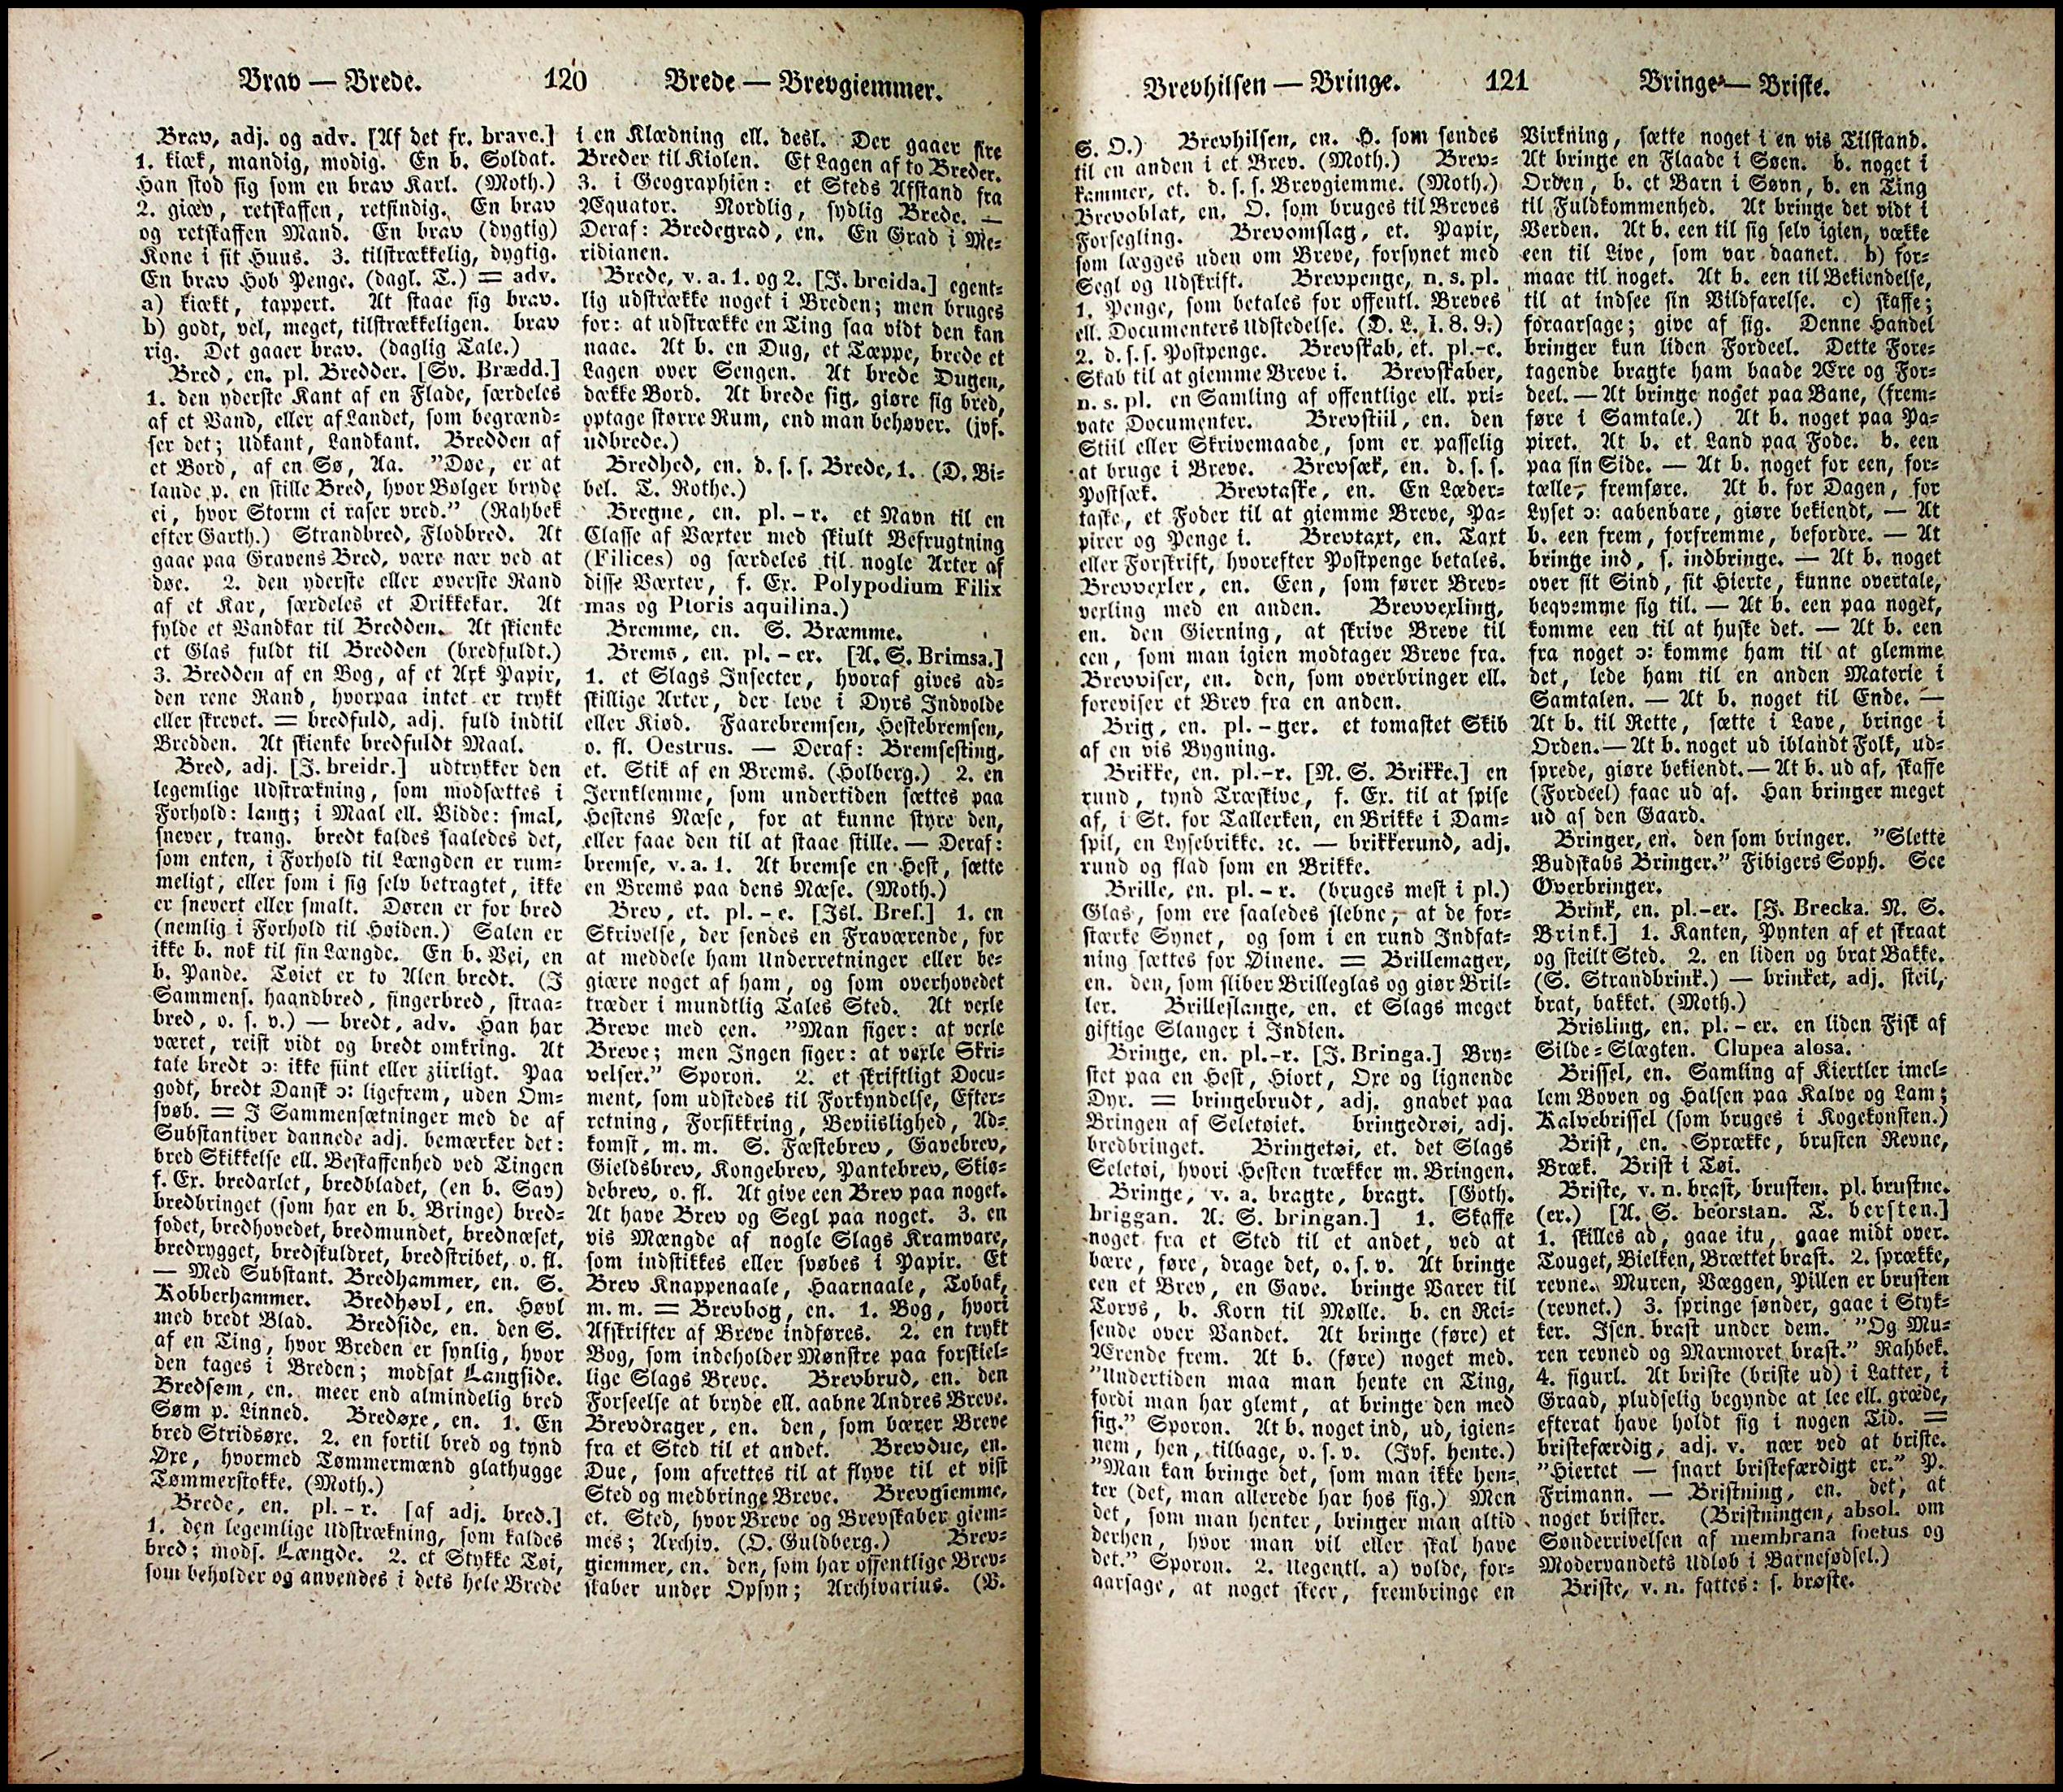 Brav — Brede.
120
Brede — Brevgiemmer.
Brav, adj. og adv. [Af det fr. brave.]
1. kiæk, mandig, modig. En b. Soldat.
Han stod sig som en brav Karl. (Moth.)
2. giæv, retskaffen, retsindig. En brav
og retskaffen Mand. En brav (dygtig)
Kone i sit Huus. 3. tilstrækkelig, dygtig.
En brav Hob Penge. (dagl. T.) = adv.
a) kiækt, tappert. At staae sig brav.
b) godt, vel, meget, tilstrækkeligen. brav
rig. Det gaaer brav. (daglig Tale.)
Bred, en. pl. Bredder. [Sv. Brædd.]
1. den yderste Kant af en Flade, særdeles
af et Vand, eller af Landet, som begrænd-
ser det; Udkant, Landkant. Bredden af
et Bord, af en Sø, Aa. "Døe, er at
lande p. en stille Bred, hvor Bølger bryde
ei, hvor Storm ei raser vred." (Rahbek
efter Garth.) Strandbred, Flodbred. At
gaae paa Gravens Bred, være nær ved at
døe. 2. den yderste eller øverste Rand
af et Kar, særdeles et Drikkekar. At
fylde et Vandkar til Bredden. At skienke
et Glas fuldt til Bredden (bredfuldt.)
3. Bredden af en Bog, af et Ark Papir,
den rene Rand, hvorpaa intet er trykt
eller skrevet. = bredfuld, adj. fuld indtil
Bredden. At skienke bredfuldt Maal.
Bred, adj. [J. breidr.] udtrykker den
legemlige Udstrækning, som modsættes i
Forhold: lang; i Maal ell. Vidde: smal,
snever, trang. bredt kaldes saaledes det,
som enten, i Forhold til Længden er rum-
meligt, eller som i sig selv betragtet, ikke
er snevert eller smalt. Døren er for bred
(nemlig i Forhold til Høiden.) Salen er
ikke b. nok til sin Længde. En b. Vei, en
b. Pande. Tøiet er to Alen bredt. (I
Sammens. haandbred, fingerbred, straa-
bred, o. s. v.) — bredt, adv. Han har
været, reist vidt og bredt omkring. At
tale bredt ɔ: ikke fiint eller ziirligt. Paa
godt, bredt Dansk ɔ: ligefrem, uden Om-
svøb. = I Sammensætninger med de af
Substantiver dannede adj. bemærker det:
bred Skikkelse ell. Beskaffenhed ved Tingen
f. Ex. bredarlet, bredbladet, (en b. Sav)
bredbringet (som har en b. Bringe) bred-
fodet, bredhovedet, bredmundet, brednæset,
bredrygget, bredskuldret, bredstribet, o. fl.
— Med Substant. Bredhammer, en. S.
Kobberhammer. Bredhøvl, en. Høvl
med bredt Blad. Bredside, en. den S.
af en Ting, hvor Breden er synlig, hvor
den tages i Breden; modsat Langside.
Bredsøm, en. meer end almindelig bred
Søm p. Linned. Bredøxe, en. 1. En
bred Stridsøxe. 2. en fortil bred og tynd
Øxe, hvormed Tømmermænd glathugge
Tømmerstokke. (Moth.)
Brede, en. pl. - r. [af adj. bred.]
1. den legemlige Udstrækning, som kaldes
bred; mods. Længde. 2. et Stykke Tøi,
som beholder og anvendes i dets hele Brede
i en Klædning ell. desl. Der gaaer fire
Breder til Kiolen. Et Lagen af to Breder.
3. i Geographien: et Steds Afstand fra
Æquator. Nordlig, sydlig Brede. —
Deraf: Bredegrad, en. En Grad i Me-
ridianen.
Brede, v. a. 1. og 2. [J. breida.] egent-
lig udstrække noget i Breden; men bruges
for: at udstrække en Ting saa vidt den kan
naae. At b. en Dug, et Tæppe, brede et
Lagen over Sengen. At brede Dugen,
dække Bord. At brede sig, giøre sig bred,
optage større Rum, end man behøver. (jvf.
udbrede.)
Bredhed, en. d. s. s. Brede, 1. (D. Bi-
bel. T. Rothe.)
Bregne, en. pl. - r. et Navn til en
Classe af Væxter med skiult Befrugtning
(Filices) og særdeles til nogle Arter af
disse Væxter, f. Ex. Polypodium Filix
mas og Pteris aquilina.)
Bremme, en. S. Bræmme.
Brems, en. pl. - er. [A. S. Brimsa.]
1. et Slags Insecter, hvoraf gives ad-
skillige Arter, der leve i Dyrs Indvolde
eller Kiød. Faarebremsen, Hestebremsen,
o. fl. Oestrus. — Deraf: Bremsesting,
et. Stik af en Brems. (Holberg.) 2. en
Jernklemme, som undertiden sættes paa
Hestens Næse, for at kunne styre den,
eller faae den til at staae stille. — Deraf:
bremse, v. a. 1. At bremse en Hest, sætte
en Brems paa dens Næse. (Moth.)
Brev, et. pl. - e. [Isl. Bref.] 1. en
Skrivelse, der sendes en Fraværende, for
at meddele ham Underretninger eller be-
giære noget af ham, og som overhovedet
træder i mundtlig Tales Sted. At vexle
Breve med een. "Man siger: at vexle
Breve; men Ingen siger: at vexle Skri-
velser." Sporon. 2. et skriftligt Docu-
ment, som udstedes til Forkyndelse, Efter-
retning, Forsikkring, Beviislighed, Ad-
komst, m. m. S. Fæstebrev, Gavebrev,
Gieldsbrev, Kongebrev, Pantebrev, Skiø-
debrev, o. fl. At give een Brev paa noget.
At have Brev og Segl paa noget. 3. en
vis Mængde af nogle Slags Kramvare,
som indstikkes eller svøbes i Papir. Et
Brev Knappenaale, Haarnaale, Tobak,
m. m. = Brevbog, en. 1. Bog, hvori
Afskrifter af Breve indføres. 2. en trykt
Bog, som indeholder Mønstre paa forskiel-
lige Slags Breve. Brevbrud, en. den
Forseelse at bryde ell. aabne Andres Breve.
Brevdrager, en. den, som bærer Breve
fra et Sted til et andet. Brevdue, en.
Due, som afrettes til at flyve til et vist
Sted og medbringe Breve. Brevgiemme,
et. Sted, hvor Breve og Brevskaber giem-
mes; Archiv. (O. Guldberg.) Brev-
giemmer, en. den, som har offentlige Brev-
skaber under Opsyn; Archivarius. (V.
Brevhilsen — Bringe.
121
Bringe — Briste.
S. O.) Brevhilsen, en. H. som sendes
til en anden i et Brev. (Moth.) Brev-
kammer, et. d. s. s. Brevgiemme. (Moth.)
Brevoblat, en. O. som bruges til Breves
Forsegling. Brevomslag, et. Papir,
som lægges uden om Breve, forsynet med
Segl og Udskrift. Brevpenge, n. s. pl.
1. Penge, som betales for offentl. Breves
ell. Documenters Udstedelse. (D. L. I. 8. 9.)
2. d. s. s. Postpenge. Brevskab, et. pl.-e.
Skab til at giemme Breve i. Brevskaber,
n. s. pl. en Samling af offentlige ell. pri-
vate Documenter. Brevstiil, en. den
Stiil eller Skrivemaade, som er passelig
at bruge i Breve. Brevsæk, en. d. s. s.
Postsæk. Brevtaske, en. En Læder-
taske, et Foder til at giemme Breve, Pa-
pirer og Penge i. Brevtaxt, en. Taxt
eller Forskrift, hvorefter Postpenge betales.
Brevvexler, en. Een, som fører Brev-
vexling med en anden. Brevvexling,
en. den Gierning, at skrive Breve til
een, som man igien modtager Breve fra.
Brevviser, en. den, som overbringer ell.
foreviser et Brev fra en anden.
Brig, en. pl. - ger. et tomastet Skib
af en vis Bygning.
Brikke, en. pl.-r. [N. S. Brikke.] en
rund, tynd Træskive, f. Ex. til at spise
af, i St. for Tallerken, en Brikke i Dam-
spil, en Lysebrikke. ꝛc. — brikkerund, adj.
rund og flad som en Brikke.
Brille, en. pl. - r. (bruges mest i pl.)
Glas, som ere saaledes slebne, at de for-
stærke Synet, og som i en rund Indfat-
ning sættes for Øinene. = Brillemager,
en. den, som sliber Brilleglas og giør Bril-
ler. Brilleslange, en. et Slags meget
giftige Slanger i Indien.
Bringe, en. pl.-r. [J. Bringa.] Bry-
stet paa en Hest, Hiort, Oxe og lignende
Dyr. = bringebrudt, adj. gnavet paa
Bringen af Seletøiet. bringedrøi, adj.
bredbringet. Bringetøi, et. det Slags
Seletøi, hvori Hesten trækker m. Bringen.
Bringe, v. a. bragte, bragt. [Goth.
briggan. A. S. bringan.] 1. Skaffe
noget fra et Sted til et andet, ved at
bære, føre, drage det, o. s. v. At bringe
een et Brev, en Gave. bringe Varer til
Torvs, b. Korn til Mølle. b. en Rei-
sende over Vandet. At bringe (føre) et
Ærende frem. At b. (føre) noget med.
"Undertiden maa man hente en Ting,
fordi man har glemt, at bringe den med
sig." Sporon. At b. noget ind, ud, igien-
nem, hen, tilbage, o. s. v. (Jvf. hente.)
"Man kan bringe det, som man ikke hen-
ter (det, man allerede har hos sig.) Men
det, som man henter, bringer man altid
derhen, hvor man vil eller skal have
det." Sporon. 2. Uegentl. a) volde, for-
aarsage, at noget skeer, frembringe en
Virkning, sætte noget i en vis Tilstand.
At bringe en Flaade i Søen. b. noget i
Orden, b. et Barn i Søvn, b. en Ting
til Fuldkommenhed. At bringe det vidt i
Verden. At b. een til sig selv igien, vække
een til Live, som var daanet. b) for-
maae til noget. At b. een til Bekiendelse,
til at indsee sin Vildfarelse. c) skaffe;
foraarsage; give af sig. Denne Handel
bringer kun liden Fordeel. Dette Fore-
tagende bragte ham baade Ære og For-
deel. — At bringe noget paa Bane, (frem-
føre i Samtale.) At b. noget paa Pa-
piret. At b. et Land paa Fode. b. een
paa sin Side. — At b. noget for een, for-
tælle, fremføre. At b. for Dagen, for
Lyset ɔ: aabenbare, giøre bekiendt, — At
b. een frem, forfremme, befordre. — At
bringe ind, s. indbringe. — At b. noget
over sit Sind, sit Hierte, kunne overtale,
beqvemme sig til. — At b. een paa noget,
komme een til at huske det. — At b. een
fra noget ɔ: komme ham til at glemme
det, lede ham til en anden Materie i
Samtalen. — At b. noget til Ende. —
At b. til Rette, sætte i Lave, bringe i
Orden. — At b. noget ud iblandt Folk, ud-
sprede, giøre bekiendt. — At b. ud af, skaffe
(Fordeel) faae ud af. Han bringer meget
ud af den Gaard.
Bringer, en. den som bringer. "Slette
Budskabs Bringer." Fibigers Soph. See
Overbringer.
Brink, en. pl.-er. [J. Brecka. N. S.
Brink.] 1. Kanten, Pynten af et skraat
og steilt Sted. 2. en liden og brat Bakke.
(S. Strandbrink.) — brinket, adj. steil,
brat, bakket. (Moth.)
Brisling, en. pl. - er. en liden Fisk af
Silde-Slægten. Clupea alosa.
Brissel, en. Samling af Kiertler imel-
lem Boven og Halsen paa Kalve og Lam;
Kalvebrissel (som bruges i Kogekonsten.)
Brist, en. Sprække, brusten Revne,
Bræk. Brist i Tøi.
Briste, v. n. brast, brusten. pl. brustne.
(er.) [A. S. beorstan. T. bersten.]
1. skilles ad, gaae itu, gaae midt over.
Touget, Bielken, Brættet brast. 2. sprække,
revne. Muren, Væggen, Pillen er brusten
(revnet.) 3. springe sønder, gaae i Styk-
ker. Isen brast under dem. "Og Mu-
ren revned og Marmoret brast." Rahbek.
4. figurl. At briste (briste ud) i Latter, i
Graad, pludselig begynde at lee ell. græde,
efterat have holdt sig i nogen Tid. =
bristefærdig, adj. v. nær ved at briste.
"Hiertet — snart bristefærdigt er." P.
Frimann. — Bristning, en. det, at
noget brister. (Bristningen, absol. om
Sønderrivelsen af membrana foetus og
Modervandets Udløb i Barnefødsel.)
Briste, v. n. fattes: s. brøste.